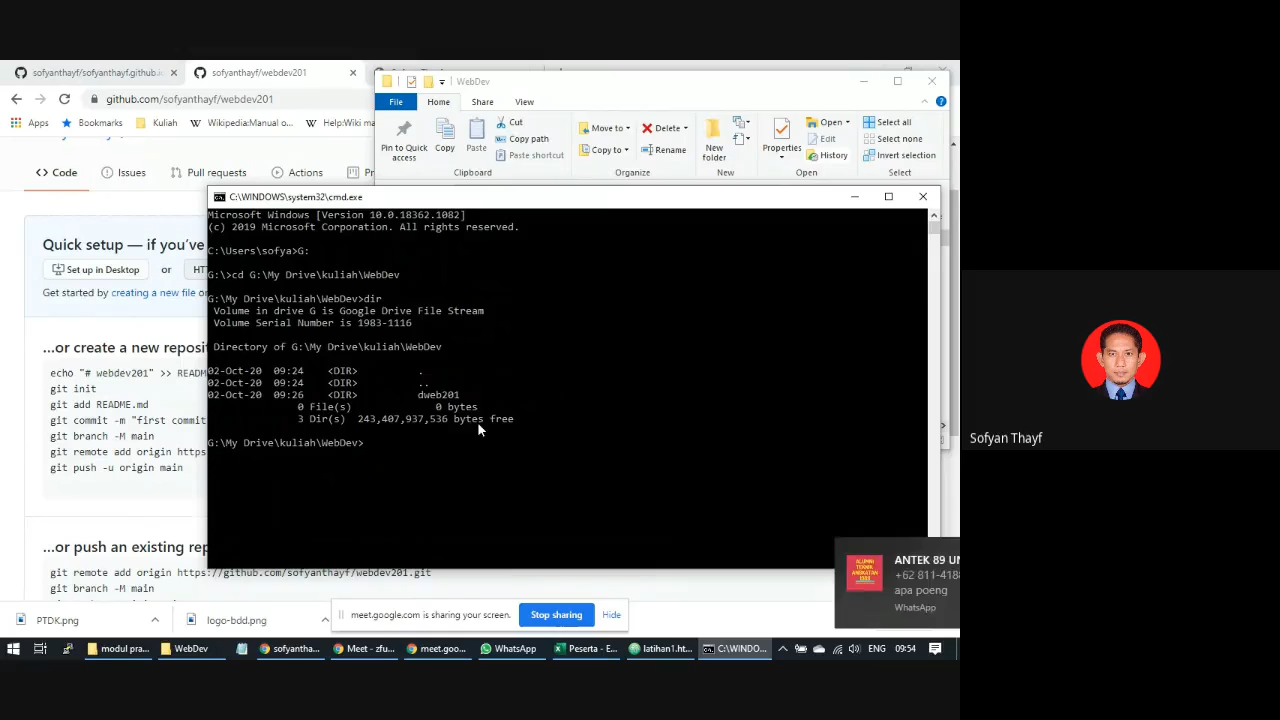 sofyanthayf/sofyanthayf.github.i
sofyanthayf/webdev201
github.com/sofyanthayf/webdev201
Apps
Bookmarks
Kuliah
Wikipedia:Manual o...
Help:Wiki ma
WebDev
File
Home
Share
View
Pin to Quick access
Copy
Paste
Cut
Copy path
Paste shortcut
Clipboard
Move to
Copy to
Delete
Rename
Organize
New folder
New
Properties
Open
Edit
History
Open
Select all
Select none
Invert selection
Select
Code
Issues
Pull requests
Actions
Pr
Quick setup — if you've
Set up in Desktop
or
HTT
Get started by creating a new file or
...or create a new reposit
echo "# webdev201" >> READM
git init
git add README.md
git commit -m "first commit
git branch -M main
git remote add origin https
git push -u origin main
...or push an existing rep
git remote add origin https://github.com/sofyanthayf/webdev201.git
git branch -M main
C:\WINDOWS\system32\cmd.exe
Microsoft Windows [Version 10.0.18362.1082]
(c) 2019 Microsoft Corporation. All rights reserved.
C:\Users\sofya>G:
G:\>cd G:\My Drive\kuliah\WebDev
G:\My Drive\kuliah\WebDev>dir
Volume in drive G is Google Drive File Stream
Volume Serial Number is 1983-1116
Directory of G:\My Drive\kuliah\WebDev
02-Oct-20 09:24 <DIR> .
02-Oct-20 09:24 <DIR> ..
02-Oct-20 09:26 <DIR> dweb201
0 File(s) 0 bytes
3 Dir(s) 243,407,937,536 bytes free
G:\My Drive\kuliah\WebDev>
Sofyan Thayf
ALUMNI TEKNIK ANGKATAN
ANTEK 89 UN
+62 811-418
apa poeng
WhatsApp
PTDK.png
logo-bdd.png
meet.google.com is sharing your screen.
Stop sharing
Hide
modul pra...
WebDev
sofyantha...
Meet - zfu...
meet.goo...
WhatsApp
Peserta - E...
latihan1.ht...
C:\WINDO...
ENG
09:54